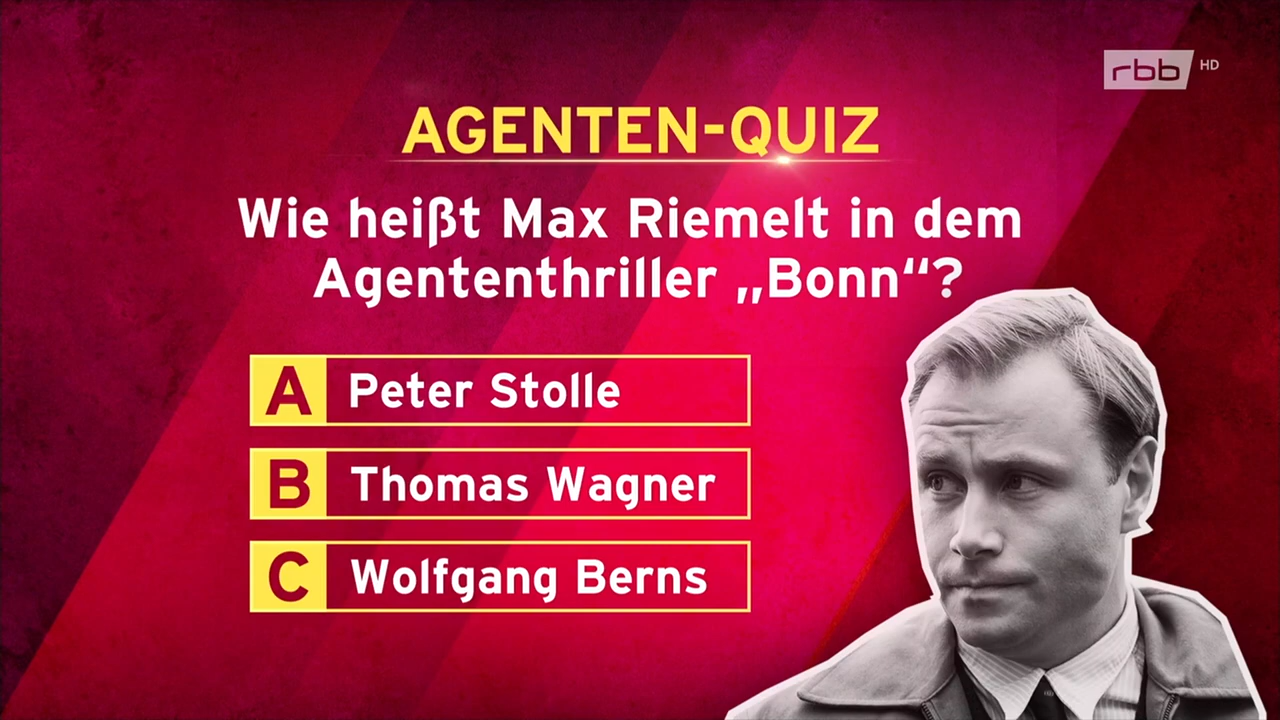 rbb HD
AGENTEN-QUIZ
Wie heißt Max Riemelt in dem
Agententhriller „Bonn“?
A Peter Stolle
B Thomas Wagner
C Wolfgang Berns